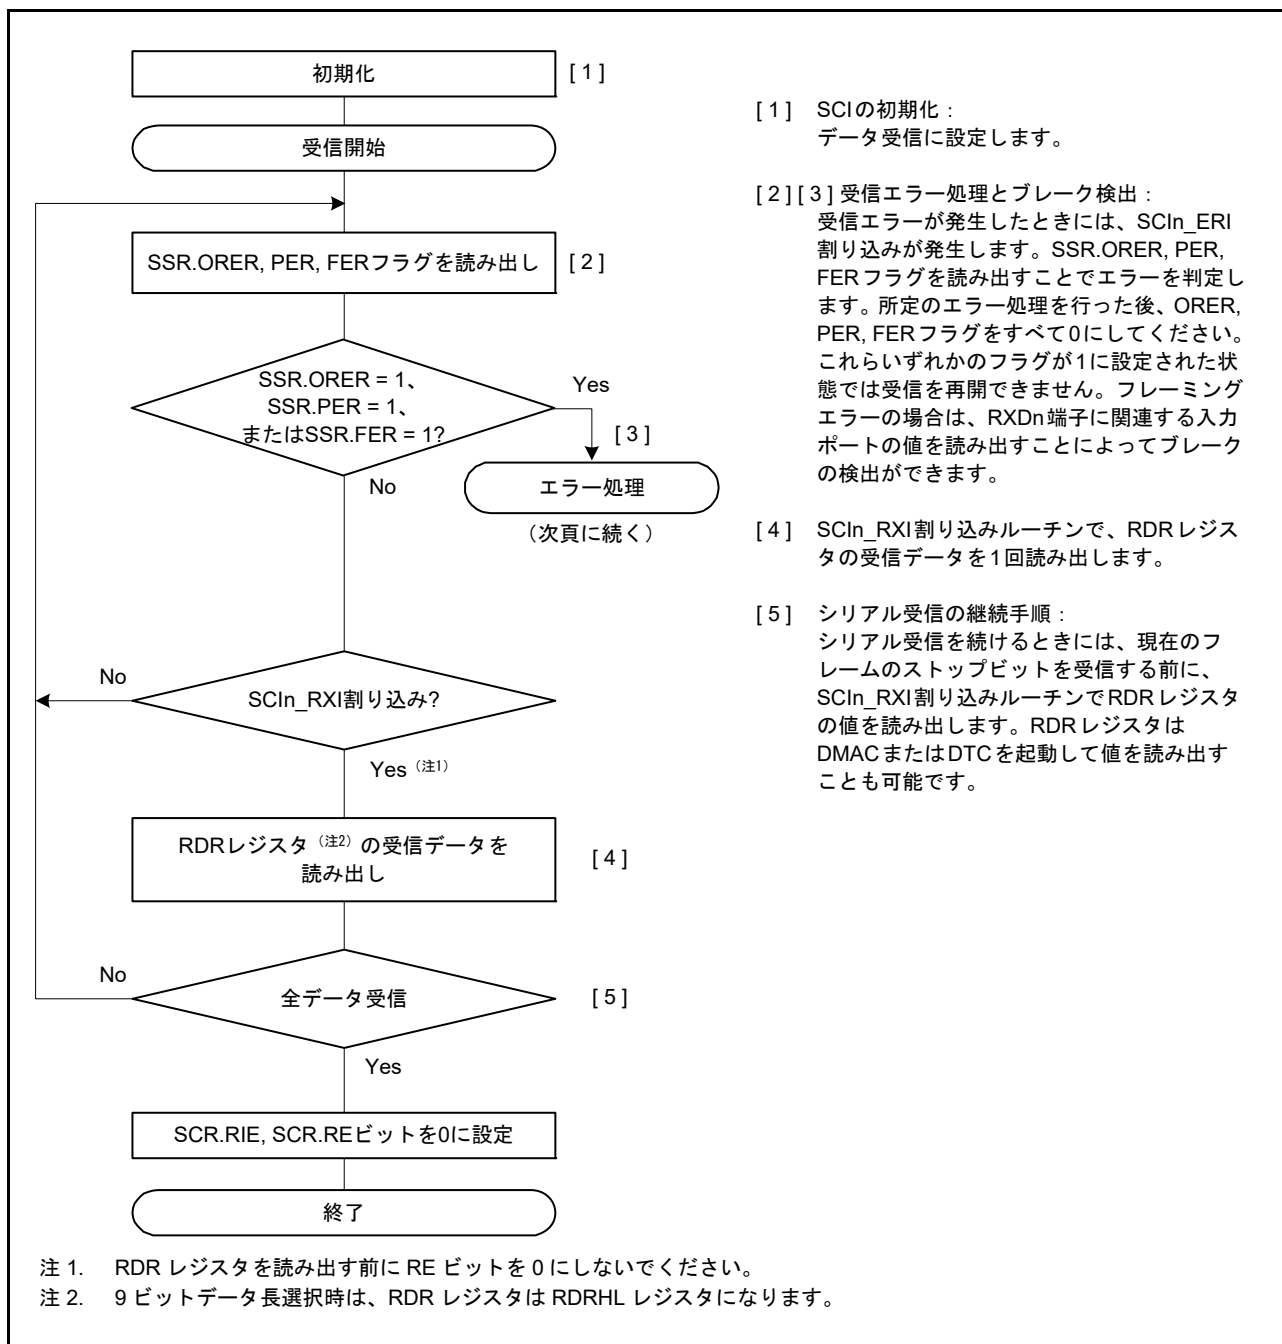 初期化
[ 1 ]
受信開始
SSR.ORER, PER, FERフラグを読み出し
[ 2 ]
SSR.ORER = 1、
SSR.PER = 1、
またはSSR.FER = 1?
Yes
[ 3 ]
No
エラー処理
（次頁に続く）
No
SCIn_RXI割り込み?
Yes（注1）
RDRレジスタ（注2）の受信データを
読み出し
[ 4 ]
No
全データ受信
[ 5 ]
Yes
SCR.RIE, SCR.REビットを0に設定
終了
[ 1 ] SCIの初期化：
データ受信に設定します。
[ 2 ] [ 3 ] 受信エラー処理とブレーク検出：
受信エラーが発生したときには、SCIn_ERI
割り込みが発生します。SSR.ORER, PER,
FERフラグを読み出すことでエラーを判定し
ます。所定のエラー処理を行った後、ORER,
PER, FERフラグをすべて0にしてください。
これらいずれかのフラグが1に設定された状
態では受信を再開できません。フレーミング
エラーの場合は、RXDn端子に関連する入力
ポートの値を読み出すことによってブレーク
の検出ができます。
[ 4 ] SCIn_RXI割り込みルーチンで、RDRレジス
タの受信データを1回読み出します。
[ 5 ] シリアル受信の継続手順：
シリアル受信を続けるときには、現在のフ
レームのストップビットを受信する前に、
SCIn_RXI割り込みルーチンでRDRレジスタ
の値を読み出します。RDRレジスタは
DMACまたはDTCを起動して値を読み出す
ことも可能です。
注 1. RDR レジスタを読み出す前に RE ビットを 0 にしないでください。
注 2. 9 ビットデータ長選択時は、RDR レジスタは RDRHL レジスタになります。